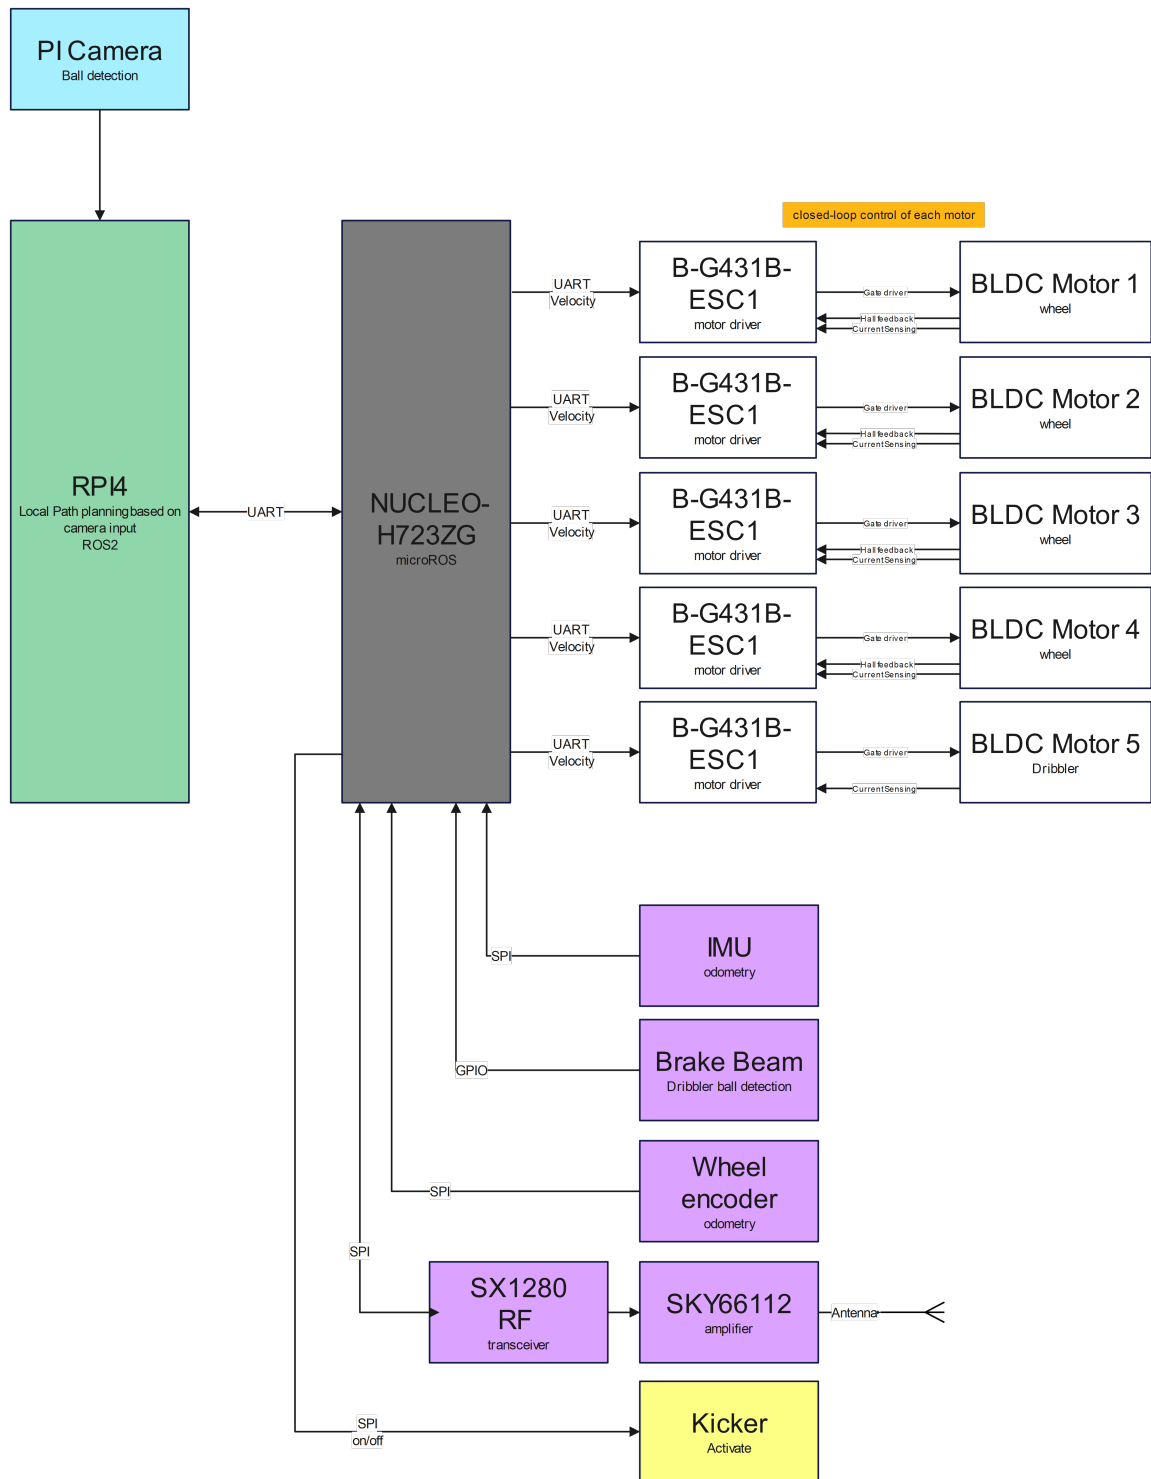 PI Camera
Ball detection
RPI4
Local Path planning based on
camera input
ROS2
UART
NUCLEO-
H723ZG
microROS
closed-loop control of each motor
UART
Velocity
B-G431B-
ESC1
motor driver
Gate driver
Hall feedback
Current Sensing
BLDC Motor 1
wheel
UART
Velocity
B-G431B-
ESC1
motor driver
Gate driver
Hall feedback
Current Sensing
BLDC Motor 2
wheel
UART
Velocity
B-G431B-
ESC1
motor driver
Gate driver
Hall feedback
Current Sensing
BLDC Motor 3
wheel
UART
Velocity
B-G431B-
ESC1
motor driver
Gate driver
Hall feedback
Current Sensing
BLDC Motor 4
wheel
UART
Velocity
B-G431B-
ESC1
motor driver
Gate driver
Current Sensing
BLDC Motor 5
Dribbler
SPI
IMU
odometry
GPIO
Brake Beam
Dribbler ball detection
SPI
Wheel
encoder
odometry
SPI
SX1280
RF
transceiver
SKY66112
amplifier
Antenna
SPI
on/off
Kicker
Activate